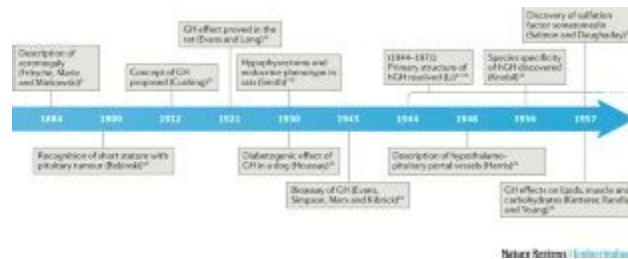 Discovery of sulfation
factor somatomedin
(Salmon and Daughaday)
GH effect proved in the
rat (Evans and Long)
Description of
acromegaly
(Fritsche, Marie
and Minkowski)
Concept of GH
proposed (Cushing)
Hypophysectomy and
endocrine phenotype in
rats (Smith)
(1944–1971)
Primary structure of
hGH resolved (Li)
Species specificity
of hGH discovered
(Knobil)
1884 1900 1912 1921 1930 1943 1944 1948 1956 1957
Recognition of short stature with
pituitary tumour (Babinski)
Diabetogenic effect of
GH in a dog (Houssay)
Description of hypothalamo-
pituitary portal vessels (Harris)
Bioassay of GH (Evans,
Simpson, Marx and Kibrick)
GH effects on lipids, muscle and
carbohydrates (Ketterer, Randle
and Young)
Nature Reviews | Endocrinology